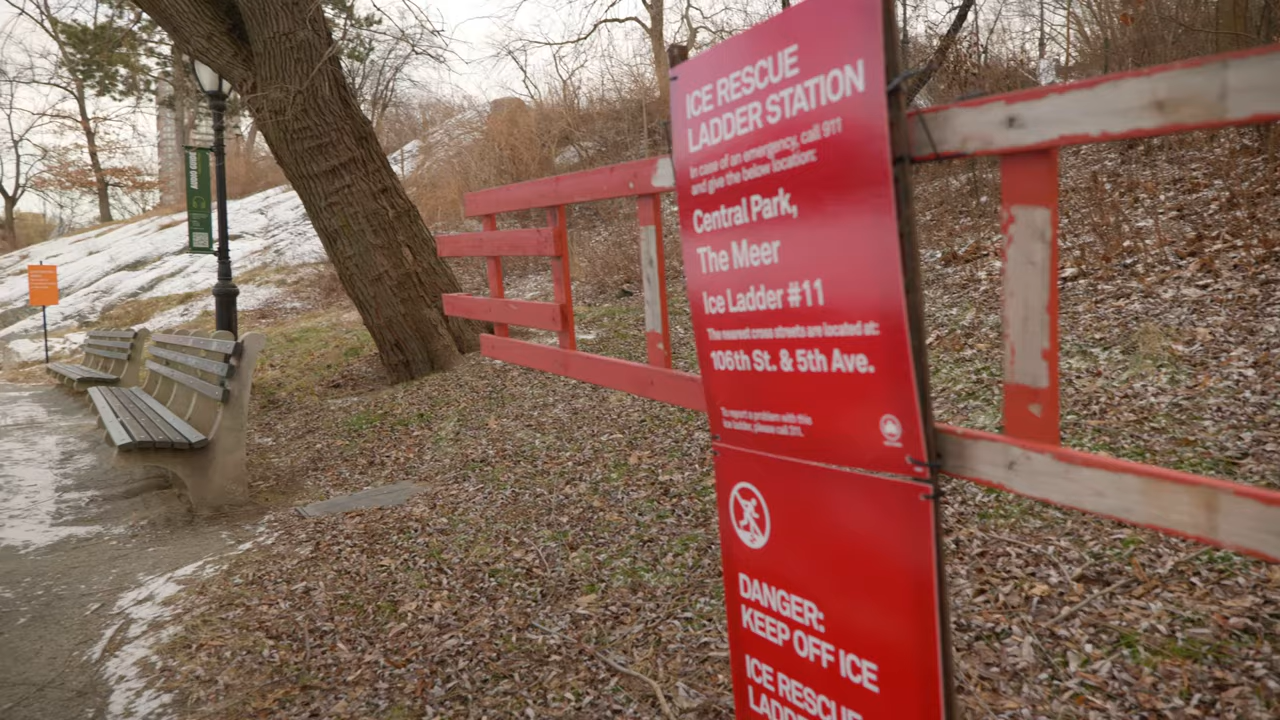 ICE RESCUE
LADDER STATION
In case of an emergency, call 911
and give the below location:
Central Park,
The Meer
Ice Ladder #11
The nearest cross streets are located at:
106th St. & 5th Ave.
To report a problem with this
ice ladder, please call 311.
DANGER:
KEEP OFF ICE
ICE RESCUE
AUDIO GUIDE